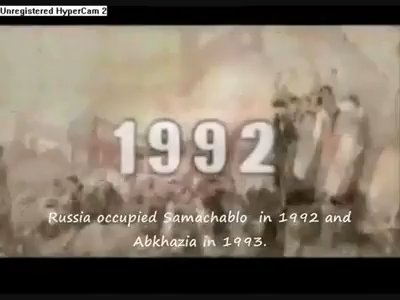 Unregistered HyperCam 2
1992
Russia occupied Samachablo in 1992 and
Abkhazia in 1993.